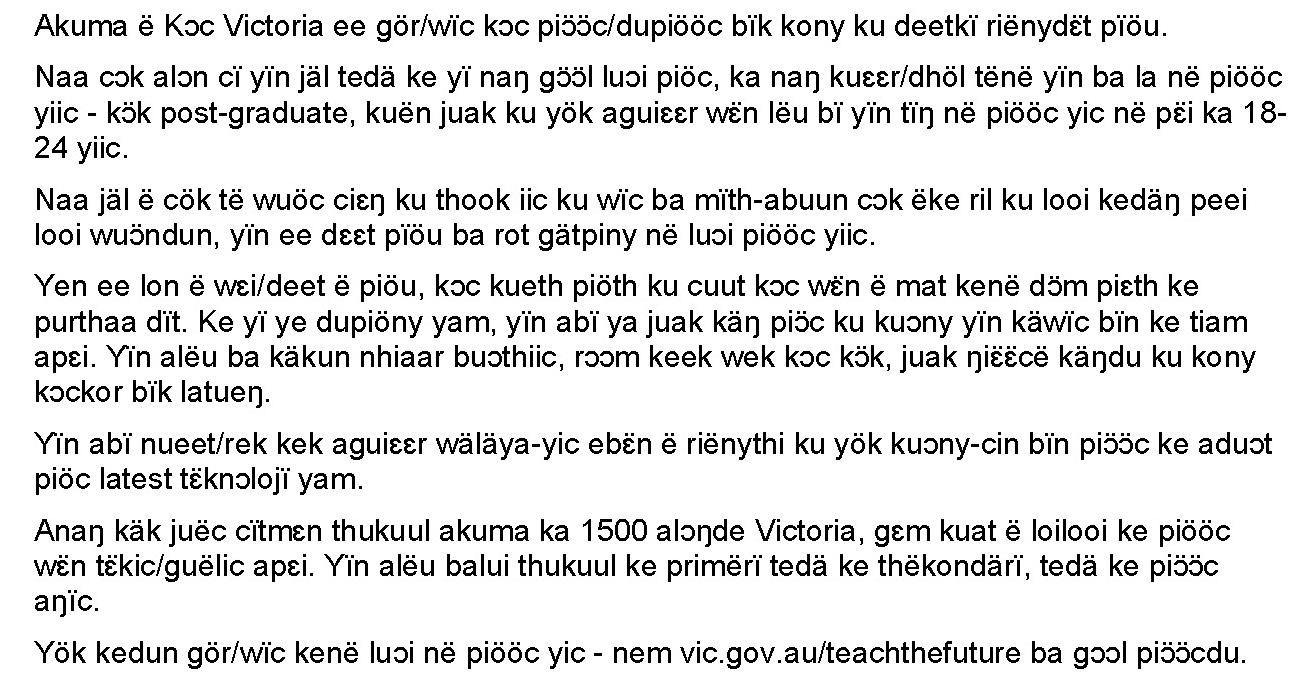 Akuma ë Kɔc Victoria ee gör/wïc kɔc piɔ̈ɔ̈c/dupiööc bïk kony ku deetkï riënydɛ̈t pïöu.
Naa cɔk alɔn cï yïn jäl tedä ke yï naŋ gɔ̈ɔ̈l luɔi piöc, ka naŋ kuɛɛr/dhöl tënë yïn ba la në piööc
yiic - kɔ̈k post-graduate, kuën juak ku yök aguiɛɛr wɛ̈n lëu bï yïn tïŋ në piööc yic në pɛ̈i ka 18-
24 yiic.
Naa jäl ë cök të wuöc ciɛŋ ku thook iic ku wïc ba mïth-abuun cɔk ëke ril ku looi kedäŋ peei
looi wuɔ̈ndun, yïn ee dɛɛt pïöu ba rot gätpiny në luɔi piööc yiic.
Yen ee lon ë wɛi/deet ë piöu, kɔc kueth piöth ku cuut kɔc wɛ̈n ë mat kenë dɔ̈m piɛth ke
purthaa dït. Ke yï ye dupiöny yam, yïn abï ya juak käŋ piɔ̈c ku kuɔny yïn käwïc bïn ke tiam
apɛi. Yïn alëu ba käkun nhiaar buɔthiic, rɔɔm keek wek kɔc kɔ̈k, juak ŋiɛ̈ɛ̈cë käŋdu ku kony
kɔckor bïk latueŋ.
Yïn abï nueet/rek kek aguiɛɛr wäläya-yic ebɛ̈n ë riënythi ku yök kuɔny-cin bïn piɔ̈ɔ̈c ke aduɔt
piöc latest tɛ̈knɔlojï yam.
Anaŋ käk juëc cïtmɛn thukuul akuma ka 1500 alɔŋde Victoria, gɛm kuat ë loilooi ke piööc
wɛ̈n tɛ̈kic/guëlic apɛi. Yïn alëu balui thukuul ke primërï tedä ke thëkondärï, tedä ke piɔ̈ɔ̈c
aŋïc.
Yök kedun gör/wïc kenë luɔi në piööc yic - nem vic.gov.au/teachthefuture ba gɔɔl piɔ̈ɔ̈cdu.